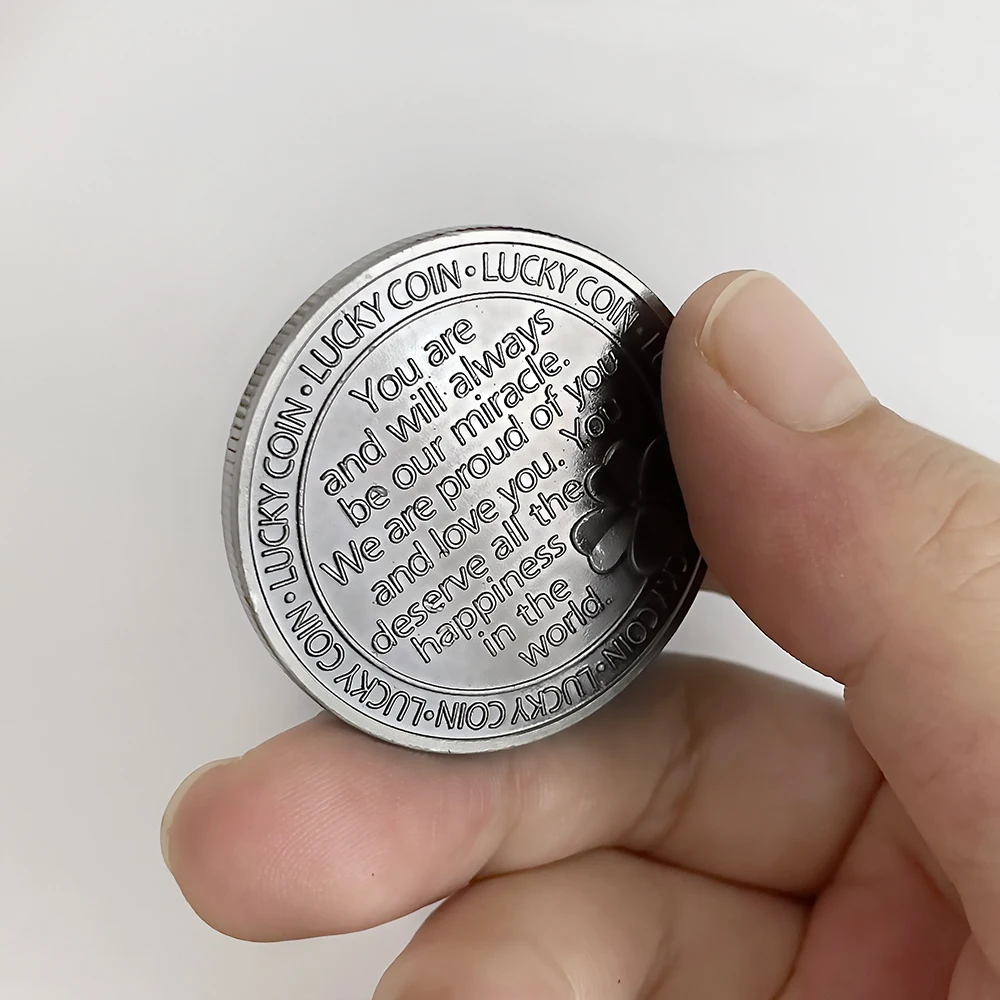 LUCKY COIN • LUCKY COIN • LUCKY COIN • LUCKY COIN • LUCKY COIN • LUCKY COIN • LUCKY COIN
You are
and will always
be our miracle.
We are proud of you
and love you. You
deserve all the
happiness
in the
world.